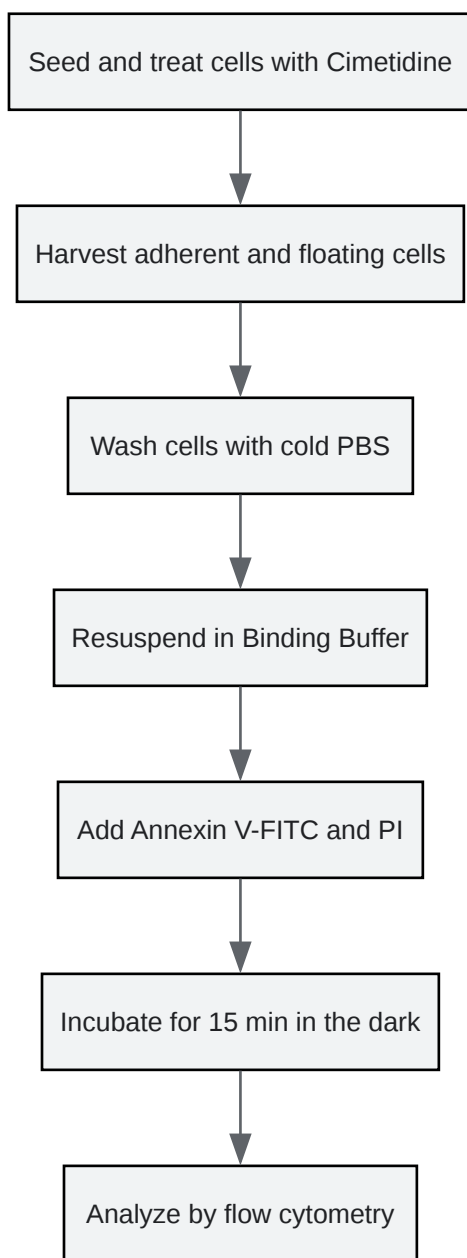 Seed and treat cells with Cimetidine
Harvest adherent and floating cells
Wash cells with cold PBS
Resuspend in Binding Buffer
Add Annexin V-FITC and PI
Incubate for 15 min in the dark
Analyze by flow cytometry